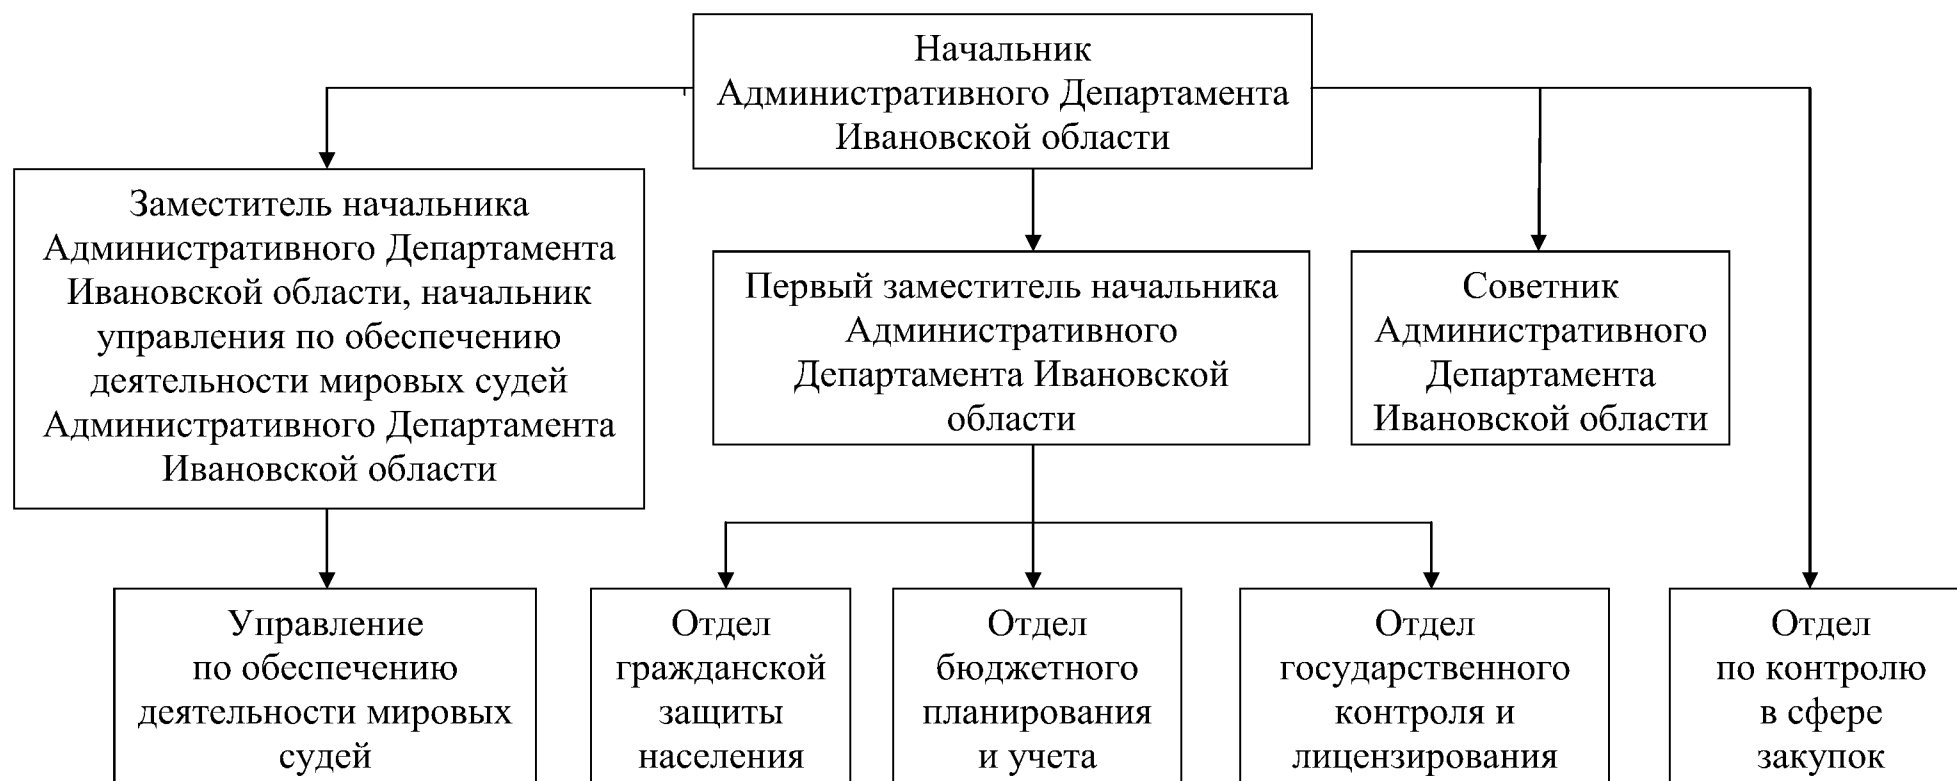 Начальник
Административного Департамента
Ивановской области
Заместитель начальника
Административного Департамента
Ивановской области, начальник
управления по обеспечению
деятельности мировых судей
Административного Департамента
Ивановской области
Первый заместитель начальника
Административного
Департамента Ивановской
области
Советник
Административного
Департамента
Ивановской области
Управление
по обеспечению
деятельности мировых
судей
Отдел
гражданской
защиты
населения
Отдел
бюджетного
планирования
и учета
Отдел
государственного
контроля и
лицензирования
Отдел
по контролю
в сфере
закупок